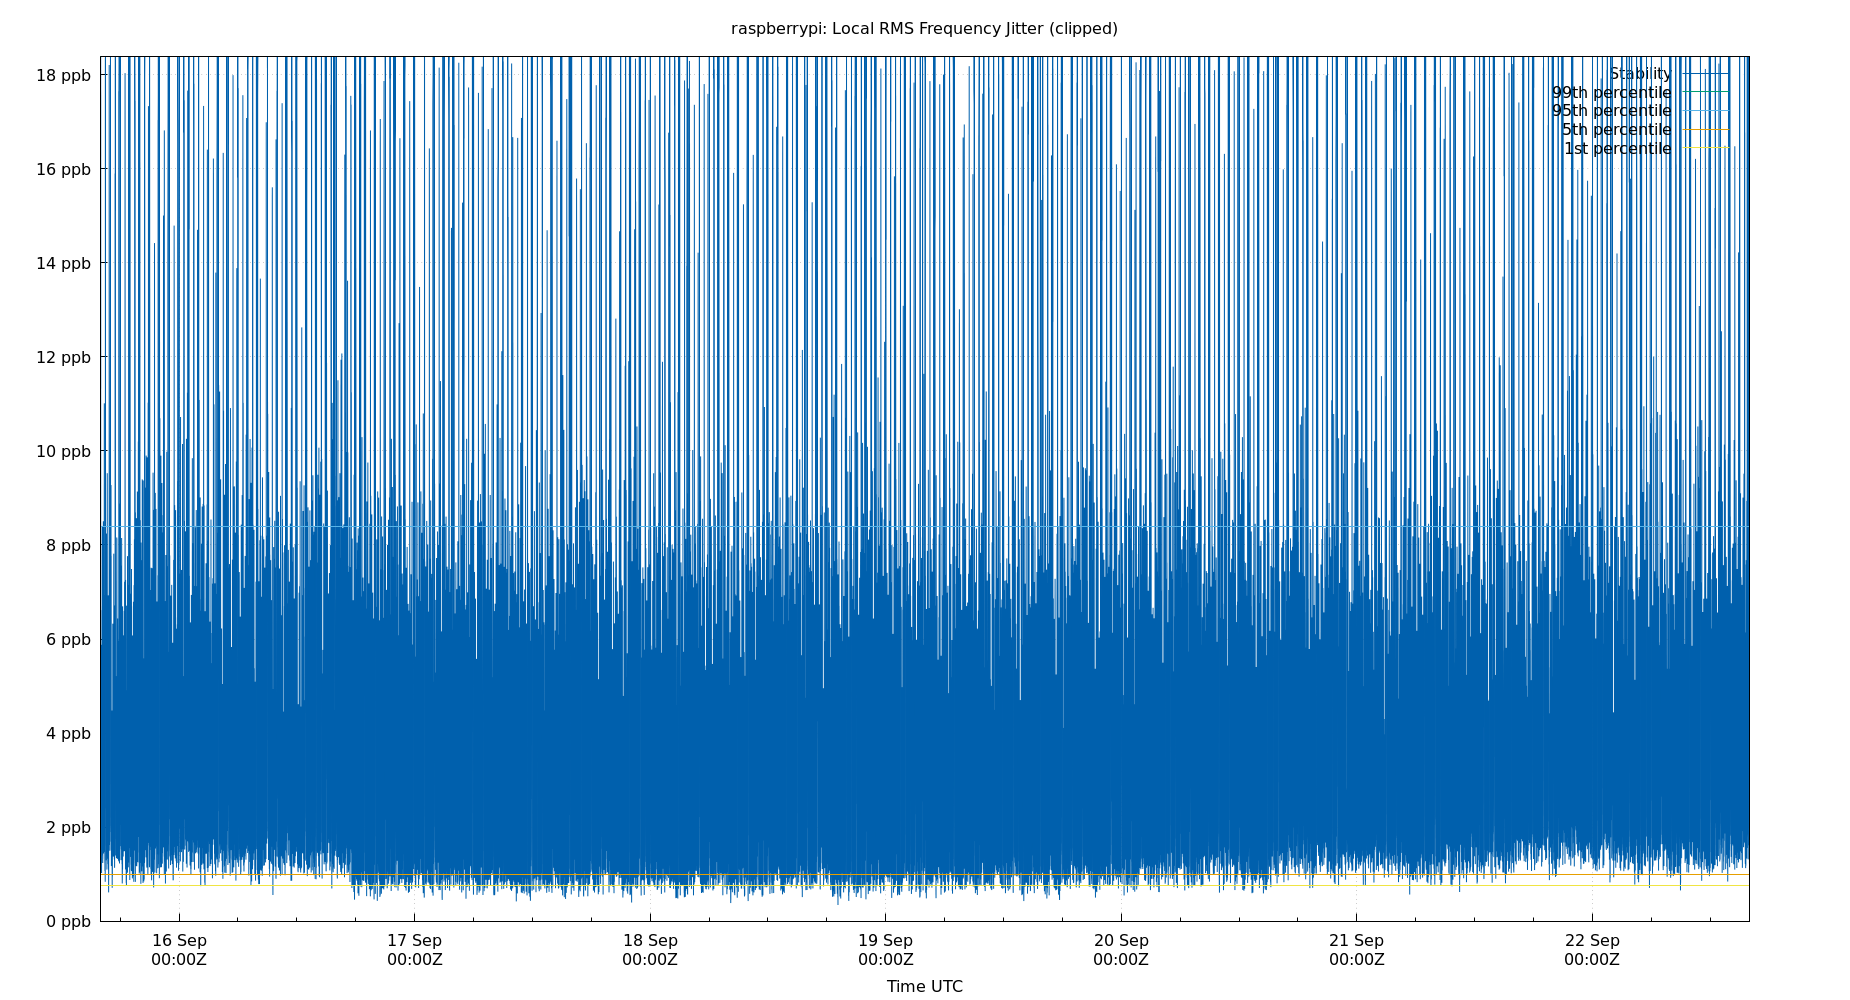 raspberrypi: Local RMS Frequency Jitter (clipped)
18 ppb
16 ppb
14 ppb
12 ppb
10 ppb
8 ppb
6 ppb
4 ppb
2 ppb
0 ppb
Stability
99th percentile
95th percentile
5th percentile
1st percentile
16 Sep 17 Sep 18 Sep 19 Sep 20 Sep 21 Sep 22 Sep
00:00Z 00:00Z 00:00Z 00:00Z 00:00Z 00:00Z 00:00Z
Time UTC